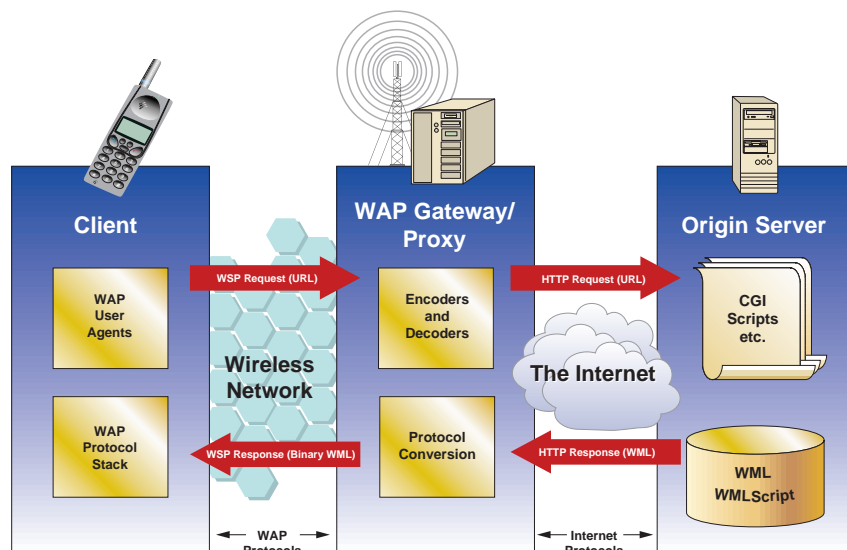 Client
WAP Gateway/
Proxy
Origin Server
WSP Request (URL)
HTTP Request (URL)
WAP
User
Agents
Encoders
and
Decoders
CGI
Scripts
etc.
Wireless
Network
The Internet
WAP
Protocol
Stack
WSP Response (Binary WML)
Protocol
Conversion
HTTP Response (WML)
WML
WMLScript
WAP
Protocols
Internet
Protocols